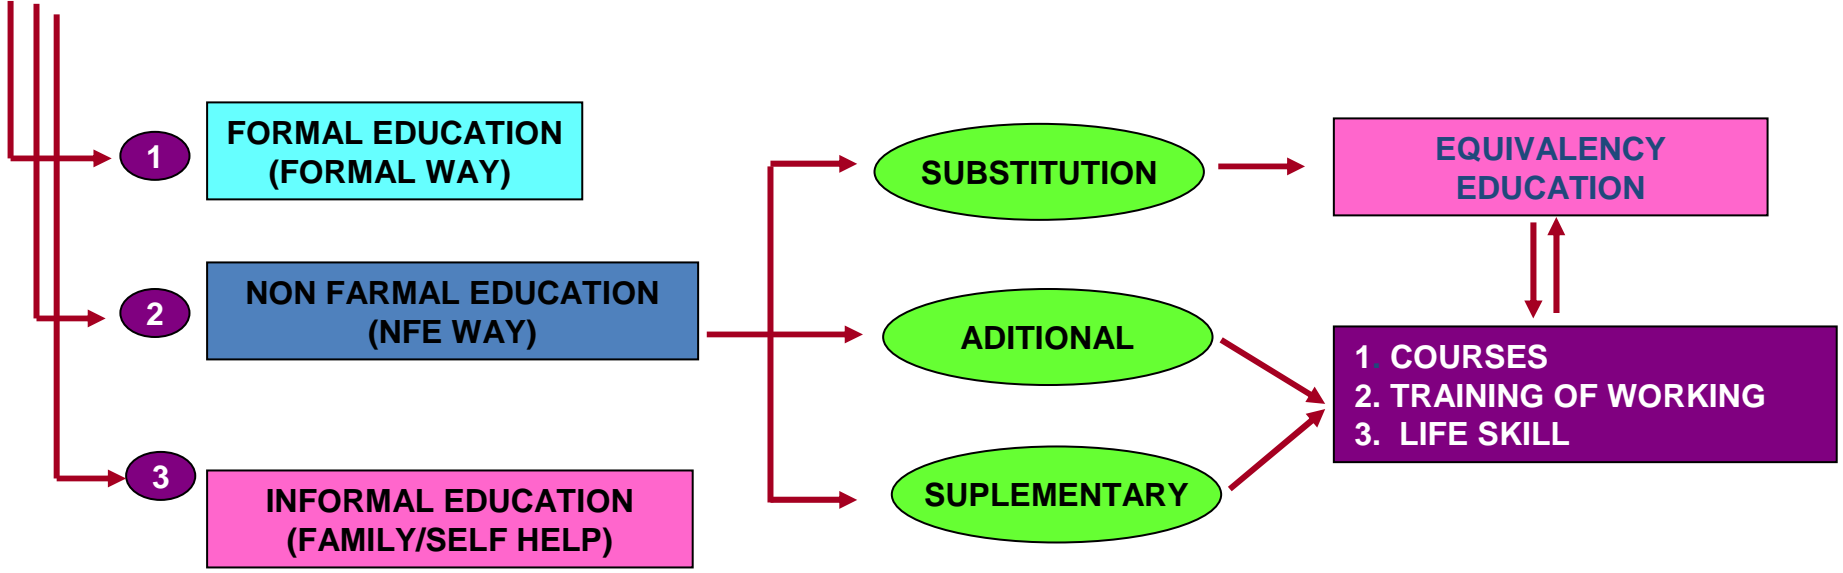 1
FORMAL EDUCATION
(FORMAL WAY)
2
NON FARMAL EDUCATION
(NFE WAY)
3
INFORMAL EDUCATION
(FAMILY/SELF HELP)
SUBSTITUTION
ADITIONAL
SUPLEMENTARY
EQUIVALENCY
EDUCATION
1. COURSES
2. TRAINING OF WORKING
3. LIFE SKILL